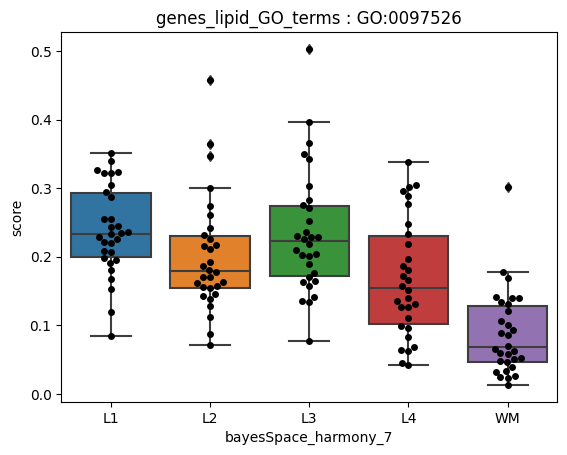 genes_lipid_GO_terms : GO:0097526
0.5
0.4
0.3
0.2
0.1
0.0
score
L1 L2 L3 L4 WM
bayesSpace_harmony_7